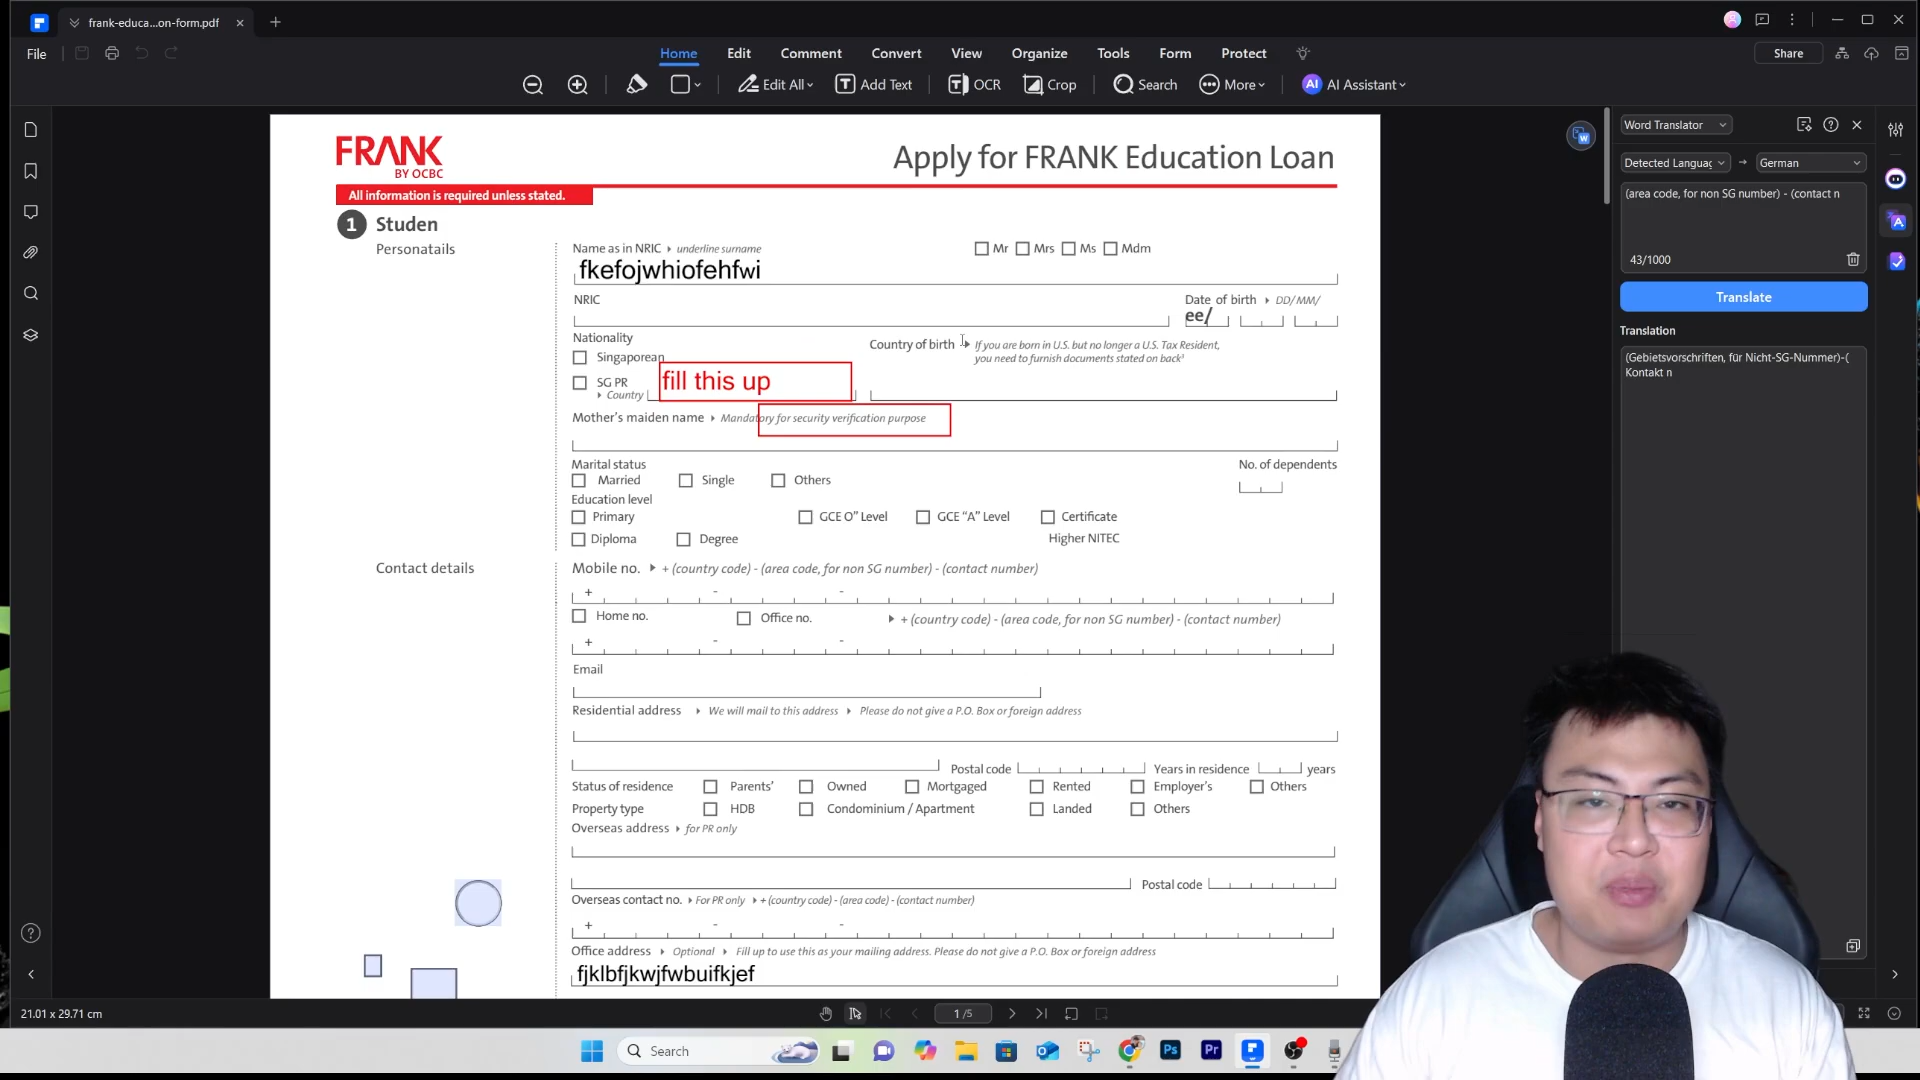 frank-educa...on-form.pdf
File
Home Edit Comment Convert View Organize Tools Form Protect
Share
Edit All Add Text OCR Crop Search More AI AI Assistant
FRANK
BY OCBC
Apply for FRANK Education Loan
All information is required unless stated.
1 Studen
Personatails
Name as in NRIC underline surname
Mr Mrs Ms Mdm
fkefojwhiofehfwi
NRIC
Date of birth DD/MM/
ee/
Nationality
Country of birth If you are born in U.S. but no longer a U.S. Tax Resident,
you need to furnish documents stated on back¹
Singaporean
SG PR
Country
fill this up
Mother's maiden name Mandatory for security verification purpose
Marital status
No. of dependents
Married Single Others
Education level
Primary GCE O" Level GCE "A" Level Certificate
Diploma Degree Higher NITEC
Contact details
Mobile no. + (country code) - (area code, for non SG number) - (contact number)
+ - -
Home no. Office no. + (country code) - (area code, for non SG number) - (contact number)
+ - -
Email
Residential address We will mail to this address Please do not give a P.O. Box or foreign address
Postal code Years in residence years
Status of residence Parents' Owned Mortgaged Rented Employer's Others
Property type HDB Condominium / Apartment Landed Others
Overseas address for PR only
Postal code
Overseas contact no. For PR only + (country code) - (area code) - (contact number)
+ - -
Office address Optional Fill up to use this as your mailing address. Please do not give a P.O. Box or foreign address
fjklbfjkwjfwbuifkjef
Word Translator
Detected Languag → German
(area code, for non SG number) - (contact n
43/1000
Translate
Translation
(Gebietsvorschriften, für Nicht-SG-Nummer)-(
Kontakt n
21.01 x 29.71 cm
1 /5
Search
Ps
Pr